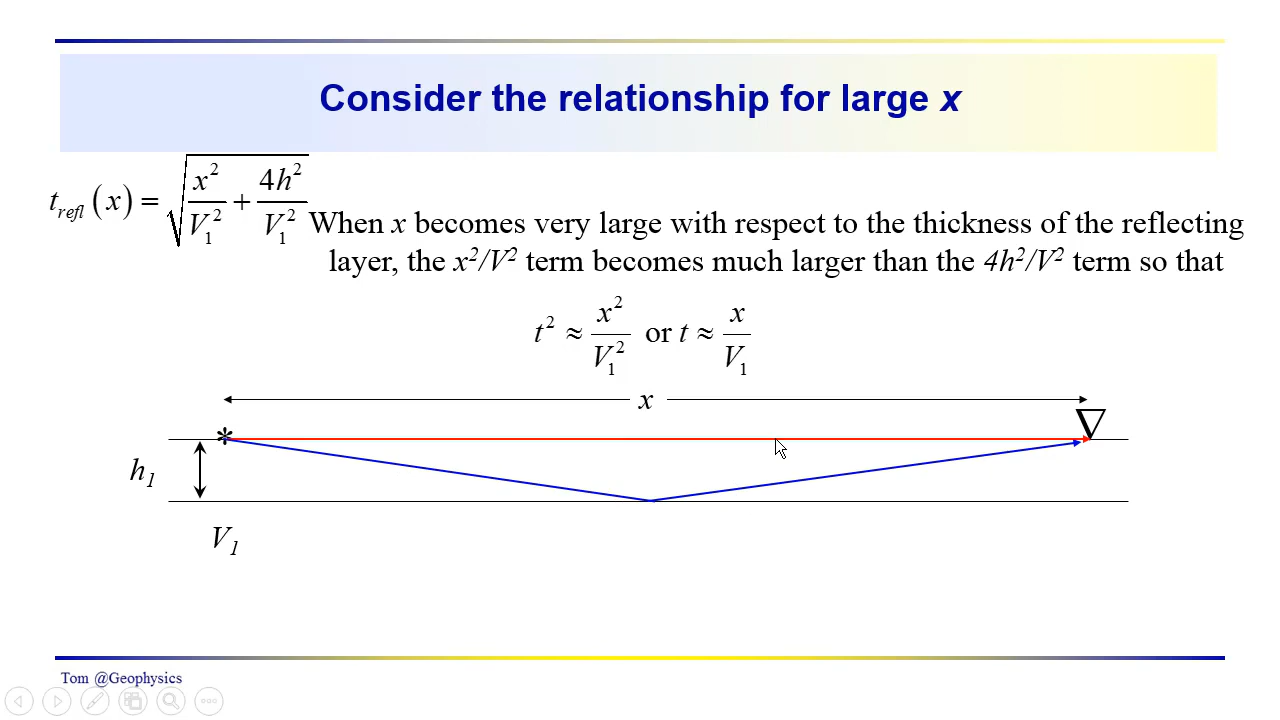 Consider the relationship for large x
t_refl (x) = √(x²/V₁² + 4h²/V₁²)
When x becomes very large with respect to the thickness of the reflecting
layer, the x²/V² term becomes much larger than the 4h²/V² term so that
t² ≈ x²/V₁² or t ≈ x/V₁
x
*
h₁
V₁
Tom @Geophysics